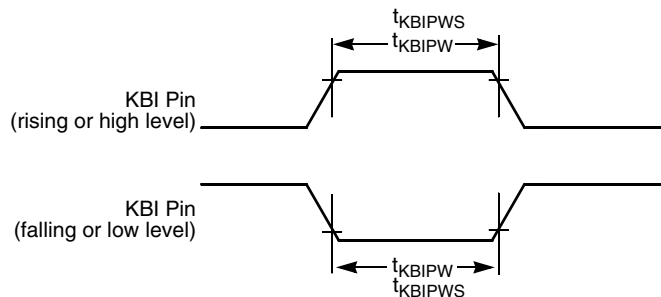 tKBIPWS
tKBIPW
KBI Pin
(rising or high level)
KBI Pin
(falling or low level)
tKBIPW
tKBIPWS